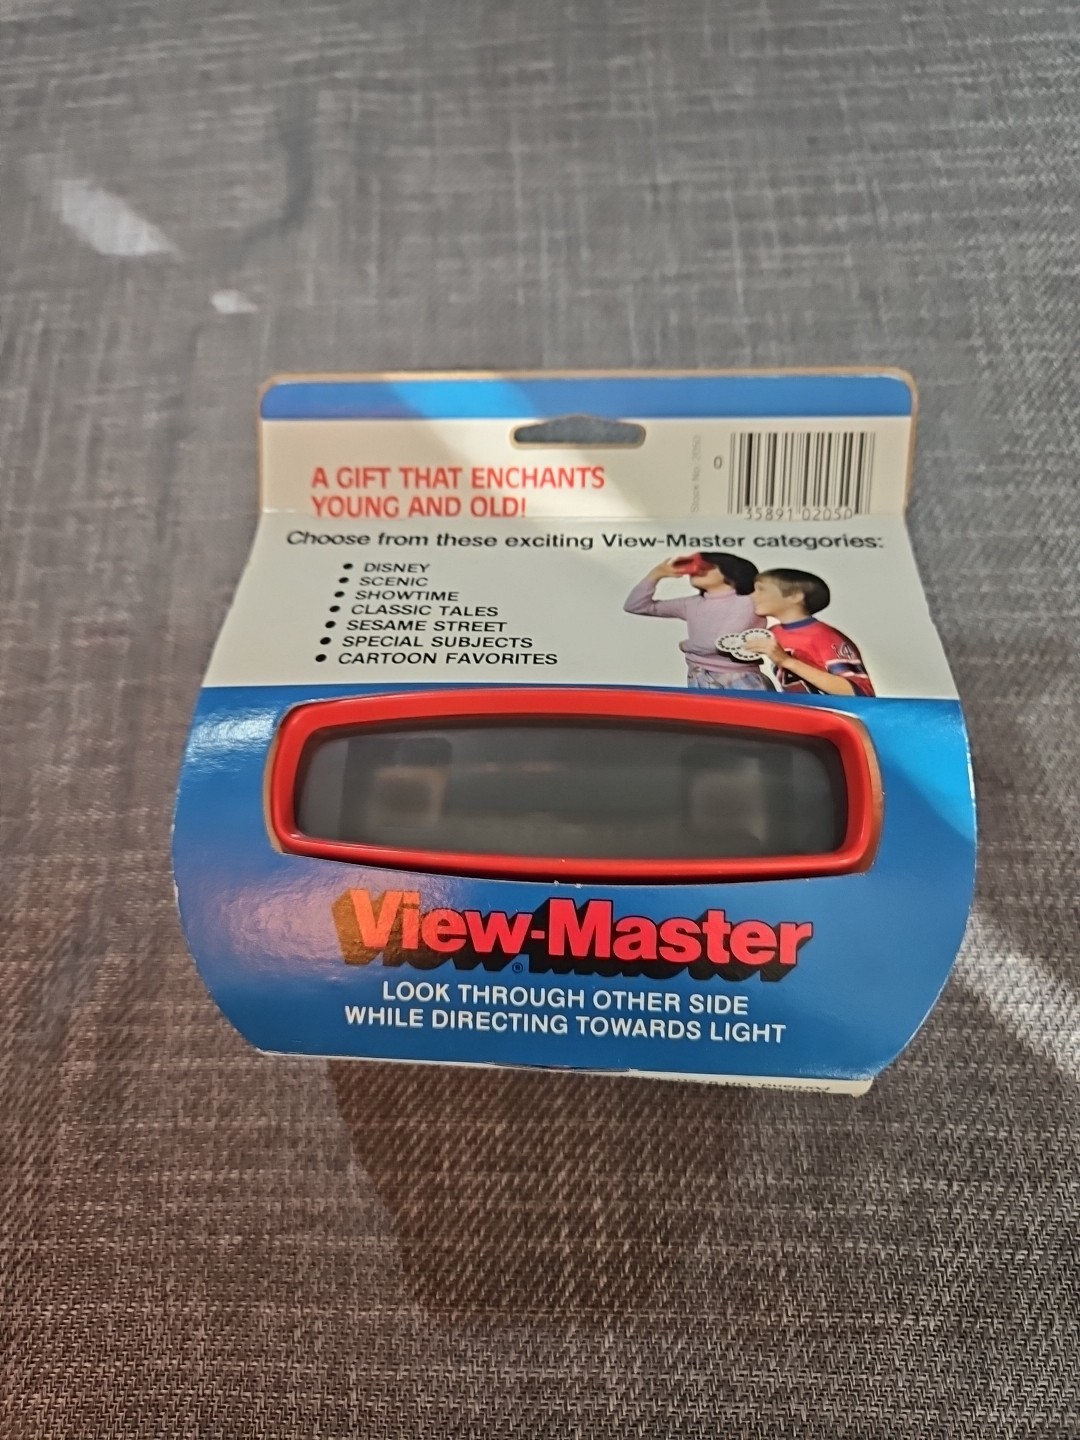 A GIFT THAT ENCHANTS
YOUNG AND OLD!
0
35891 02050
Choose from these exciting View-Master categories:
• DISNEY
• SCENIC
• SHOWTIME
• CLASSIC TALES
• SESAME STREET
• SPECIAL SUBJECTS
• CARTOON FAVORITES
View-Master®
LOOK THROUGH OTHER SIDE
WHILE DIRECTING TOWARDS LIGHT